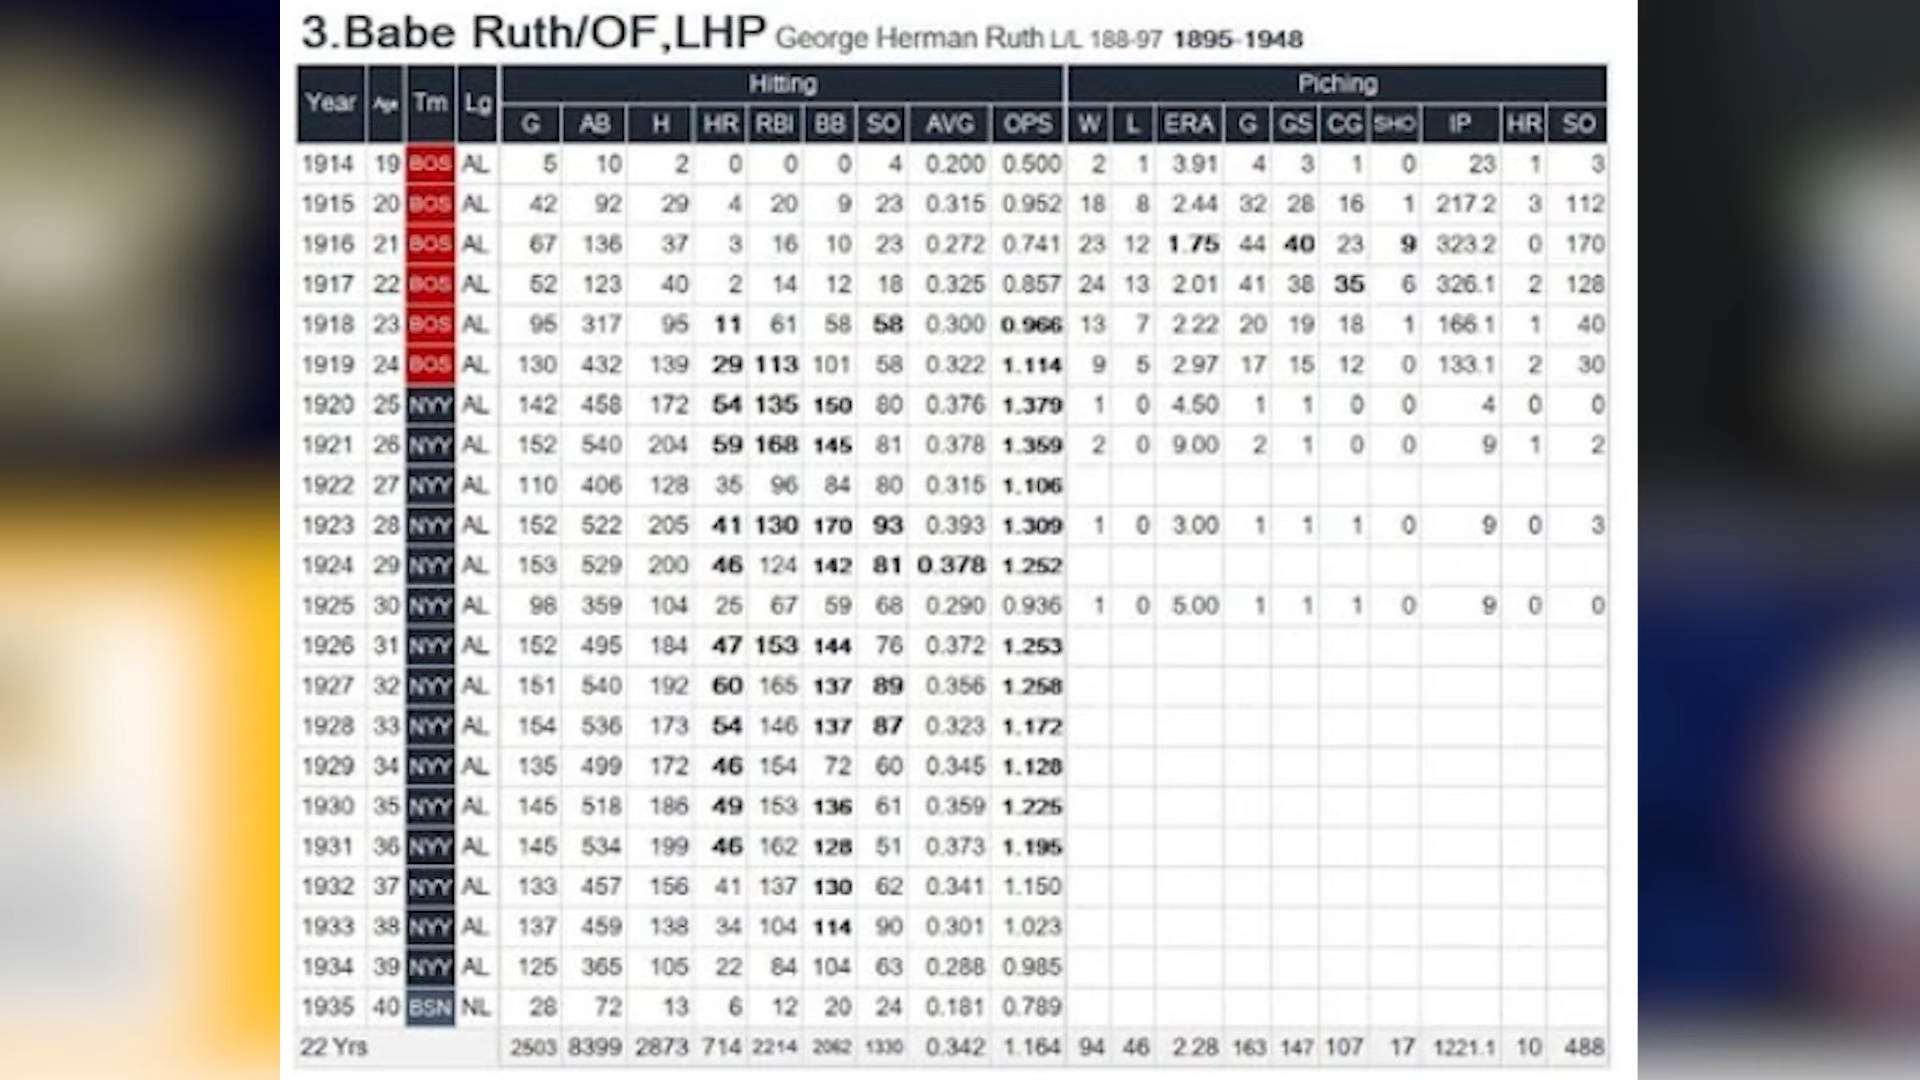 3.Babe Ruth/OF,LHP George Herman Ruth L/L 188-97 1895-1948
Year Age Tm Lg Hitting Piching
G AB H HR RBI BB SO AVG OPS W L ERA G GS CG SHO IP HR SO
1914 19 BOS AL 5 10 2 0 0 0 4 0.200 0.500 2 1 3.91 4 3 1 0 23 1 3
1915 20 BOS AL 42 92 29 4 20 9 23 0.315 0.952 18 8 2.44 32 28 16 1 217.2 3 112
1916 21 BOS AL 67 136 37 3 16 10 23 0.272 0.741 23 12 1.75 44 40 23 9 323.2 0 170
1917 22 BOS AL 52 123 40 2 14 12 18 0.325 0.857 24 13 2.01 41 38 35 6 326.1 2 128
1918 23 BOS AL 95 317 95 11 61 58 58 0.300 0.966 13 7 2.22 20 19 18 1 166.1 1 40
1919 24 BOS AL 130 432 139 29 113 101 58 0.322 1.114 9 5 2.97 17 15 12 0 133.1 2 30
1920 25 NYY AL 142 458 172 54 135 150 80 0.376 1.379 1 0 4.50 1 1 0 0 4 0 0
1921 26 NYY AL 152 540 204 59 168 145 81 0.378 1.359 2 0 9.00 2 1 0 0 9 1 2
1922 27 NYY AL 110 406 128 35 96 84 80 0.315 1.106
1923 28 NYY AL 152 522 205 41 130 170 93 0.393 1.309 1 0 3.00 1 1 1 0 9 0 3
1924 29 NYY AL 153 529 200 46 124 142 81 0.378 1.252
1925 30 NYY AL 98 359 104 25 67 59 68 0.290 0.936 1 0 5.00 1 1 1 0 9 0 0
1926 31 NYY AL 152 495 184 47 153 144 76 0.372 1.253
1927 32 NYY AL 151 540 192 60 165 137 89 0.356 1.258
1928 33 NYY AL 154 536 173 54 146 137 87 0.323 1.172
1929 34 NYY AL 135 499 172 46 154 72 60 0.345 1.128
1930 35 NYY AL 145 518 186 49 153 136 61 0.359 1.225
1931 36 NYY AL 145 534 199 46 162 128 51 0.373 1.195
1932 37 NYY AL 133 457 156 41 137 130 62 0.341 1.150
1933 38 NYY AL 137 459 138 34 104 114 90 0.301 1.023
1934 39 NYY AL 125 365 105 22 84 104 63 0.288 0.985
1935 40 BSN NL 28 72 13 6 12 20 24 0.181 0.789
22 Yrs 2503 8399 2873 714 2214 2062 1330 0.342 1.164 94 46 2.28 163 147 107 17 1221.1 10 488